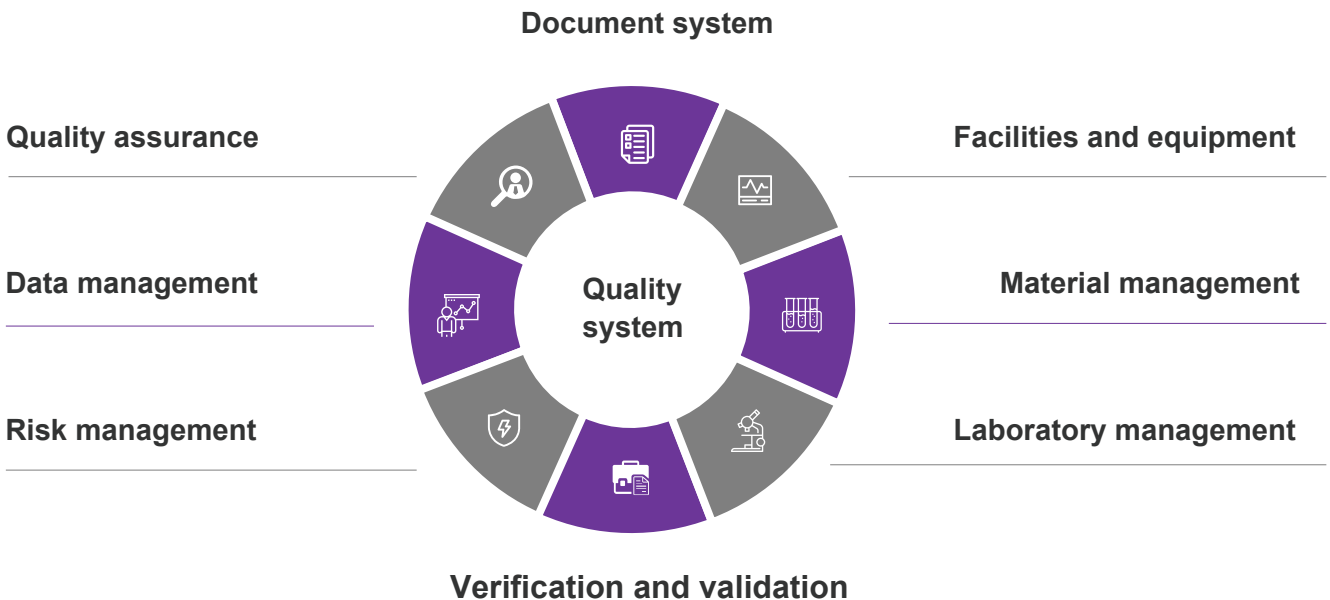 Document system
Quality assurance
Facilities and equipment
Data management
Quality
system
Material management
Risk management
Laboratory management
Verification and validation